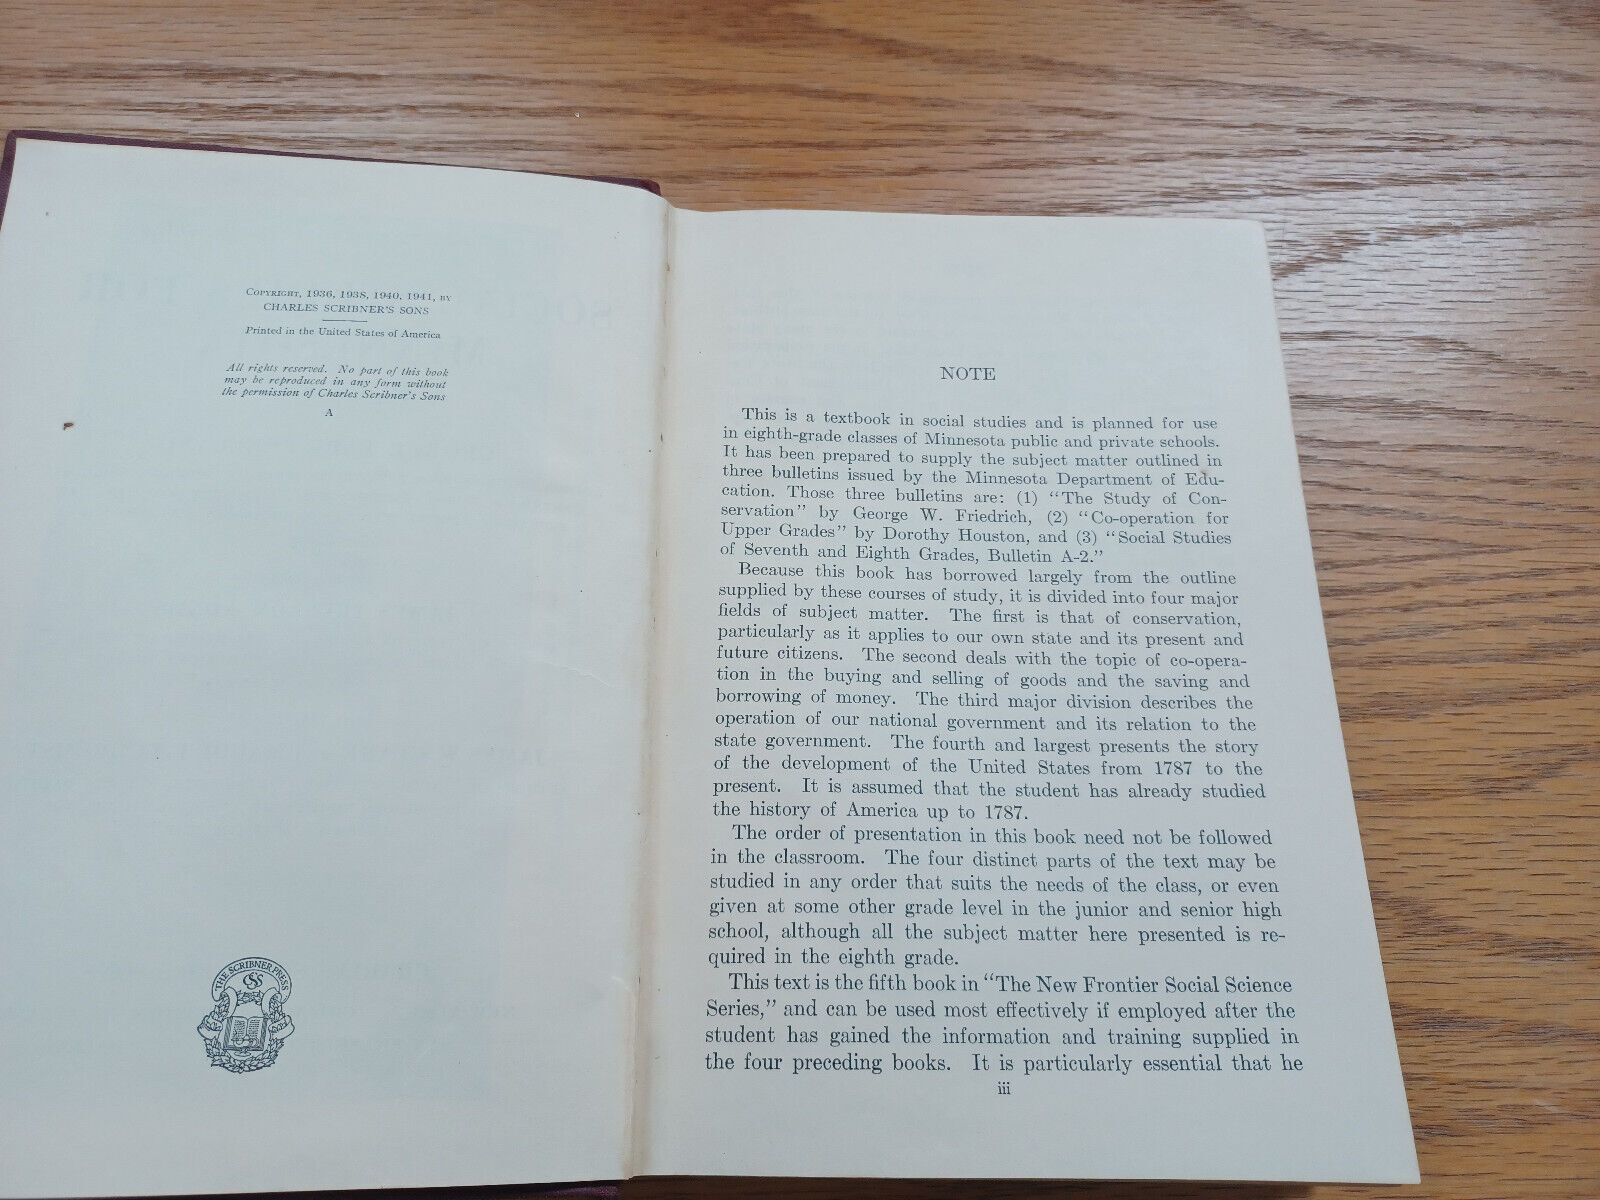 COPYRIGHT, 1936, 1938, 1940, 1941, BY
CHARLES SCRIBNER'S SONS
Printed in the United States of America
All rights reserved. No part of this book
may be reproduced in any form without
the permission of Charles Scribner's Sons
A
THE SCRIBNER PRESS
CSS
NOTE
This is a textbook in social studies and is planned for use
in eighth-grade classes of Minnesota public and private schools.
It has been prepared to supply the subject matter outlined in
three bulletins issued by the Minnesota Department of Edu-
cation. Those three bulletins are: (1) "The Study of Con-
servation" by George W. Friedrich, (2) "Co-operation for
Upper Grades" by Dorothy Houston, and (3) "Social Studies
of Seventh and Eighth Grades, Bulletin A-2."
Because this book has borrowed largely from the outline
supplied by these courses of study, it is divided into four major
fields of subject matter. The first is that of conservation,
particularly as it applies to our own state and its present and
future citizens. The second deals with the topic of co-opera-
tion in the buying and selling of goods and the saving and
borrowing of money. The third major division describes the
operation of our national government and its relation to the
state government. The fourth and largest presents the story
of the development of the United States from 1787 to the
present. It is assumed that the student has already studied
the history of America up to 1787.
The order of presentation in this book need not be followed
in the classroom. The four distinct parts of the text may be
studied in any order that suits the needs of the class, or even
given at some other grade level in the junior and senior high
school, although all the subject matter here presented is re-
quired in the eighth grade.
This text is the fifth book in "The New Frontier Social Science
Series," and can be used most effectively if employed after the
student has gained the information and training supplied in
the four preceding books. It is particularly essential that he
iii